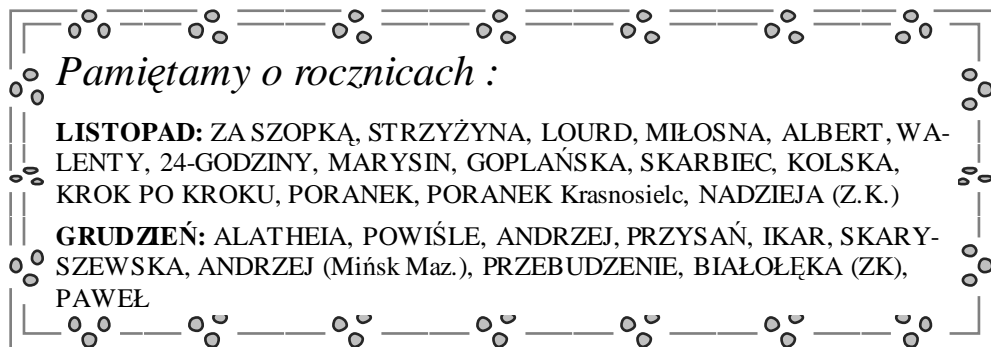 Pamiętamy o rocznicach :
LISTOPAD: ZA SZOPKĄ, STRZYŻYNA, LOURD, MIŁOSNA, ALBERT, WA-
LENTY, 24-GODZINY, MARYSIN, GOPLAŃSKA, SKARBIEC, KOLSKA,
KROK PO KROKU, PORANEK, PORANEK Krasnosielc, NADZIEJA (Z.K.)
GRUDZIEŃ: ALATHEIA, POWIŚLE, ANDRZEJ, PRZYSAŃ, IKAR, SKARY-
SZEWSKA, ANDRZEJ (Mińsk Maz.), PRZEBUDZENIE, BIAŁOŁĘKA (ZK),
PAWEŁ